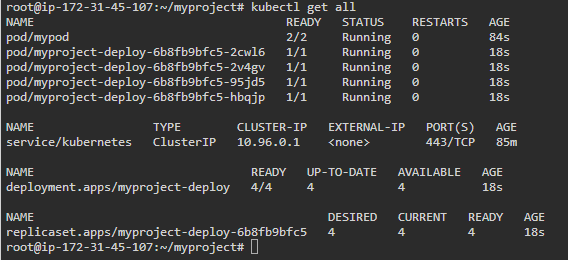 root@ip-172-31-45-107:~/myproject# kubectl get all
NAME READY STATUS RESTARTS AGE
pod/mypod 2/2 Running 0 84s
pod/myproject-deploy-6b8fb9bfc5-2cwl6 1/1 Running 0 18s
pod/myproject-deploy-6b8fb9bfc5-2v4gv 1/1 Running 0 18s
pod/myproject-deploy-6b8fb9bfc5-95jd5 1/1 Running 0 18s
pod/myproject-deploy-6b8fb9bfc5-hbqjp 1/1 Running 0 18s
NAME TYPE CLUSTER-IP EXTERNAL-IP PORT(S) AGE
service/kubernetes ClusterIP 10.96.0.1 <none> 443/TCP 85m
NAME READY UP-TO-DATE AVAILABLE AGE
deployment.apps/myproject-deploy 4/4 4 4 18s
NAME DESIRED CURRENT READY AGE
replicaset.apps/myproject-deploy-6b8fb9bfc5 4 4 4 18s
root@ip-172-31-45-107:~/myproject#